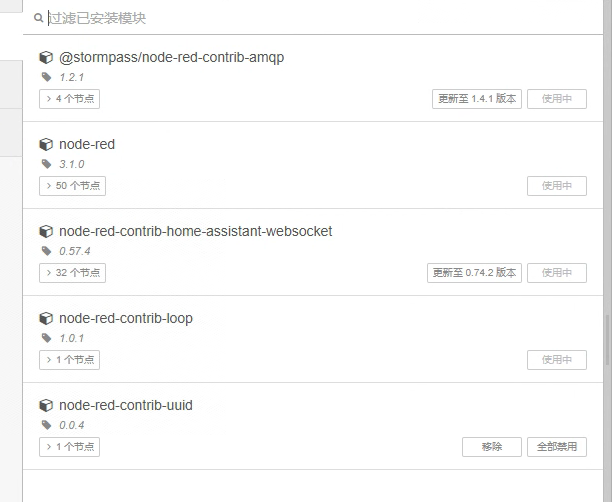 过滤已安装模块
@stormpass/node-red-contrib-amqp
1.2.1
4 个节点 更新至 1.4.1 版本 使用中
node-red
3.1.0
50 个节点 使用中
node-red-contrib-home-assistant-websocket
0.57.4
32 个节点 更新至 0.74.2 版本 使用中
node-red-contrib-loop
1.0.1
1 个节点 使用中
node-red-contrib-uuid
0.0.4
1 个节点 移除 全部禁用